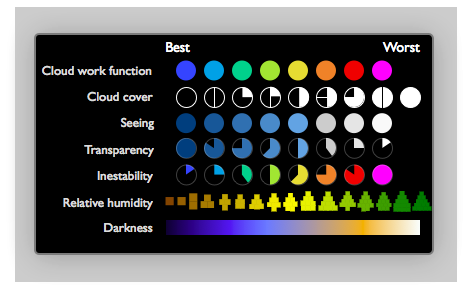 Best Worst
Cloud work function
Cloud cover
Seeing
Transparency
Inestability
Relative humidity
Darkness